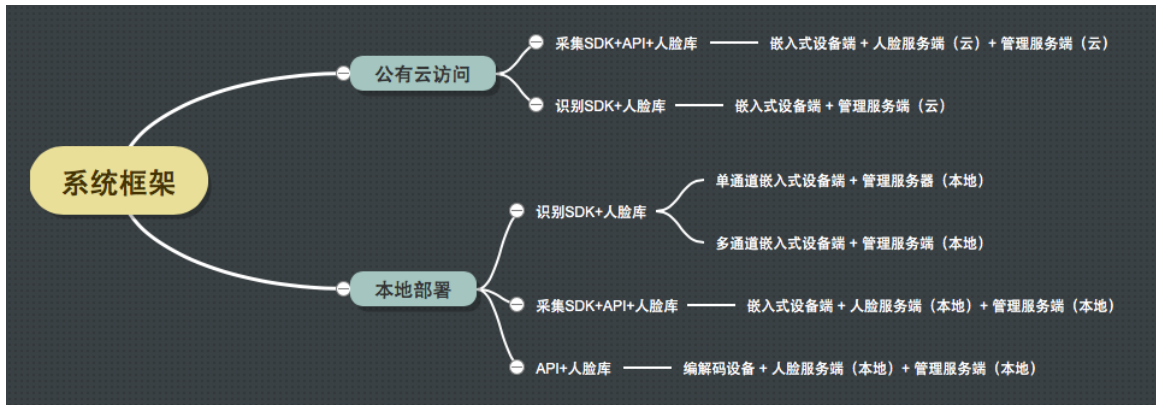 系统框架
公有云访问
采集SDK+API+人脸库
嵌入式设备端 + 人脸服务端（云）+ 管理服务端（云）
识别SDK+人脸库
嵌入式设备端 + 管理服务端（云）
本地部署
识别SDK+人脸库
单通道嵌入式设备端 + 管理服务器（本地）
多通道嵌入式设备端 + 管理服务端（本地）
采集SDK+API+人脸库
嵌入式设备端 + 人脸服务端（本地）+ 管理服务端（本地）
API+人脸库
编解码设备 + 人脸服务端（本地）+ 管理服务端（本地）